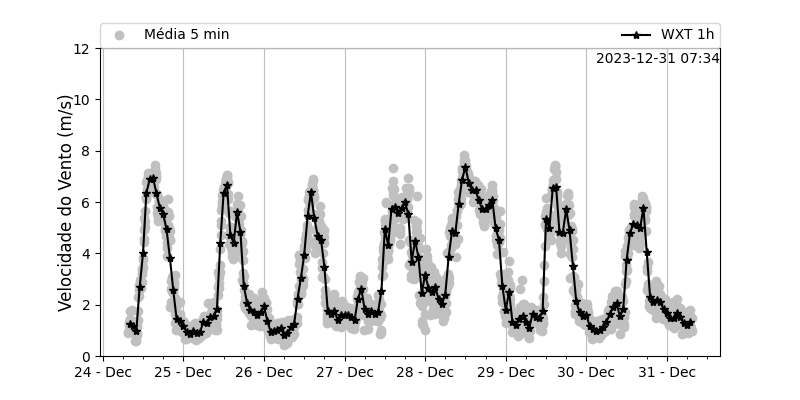 Média 5 min
WXT 1h
2023-12-31 07:34
Velocidade do Vento (m/s)
12
10
8
6
4
2
0
24 - Dec
25 - Dec
26 - Dec
27 - Dec
28 - Dec
29 - Dec
30 - Dec
31 - Dec